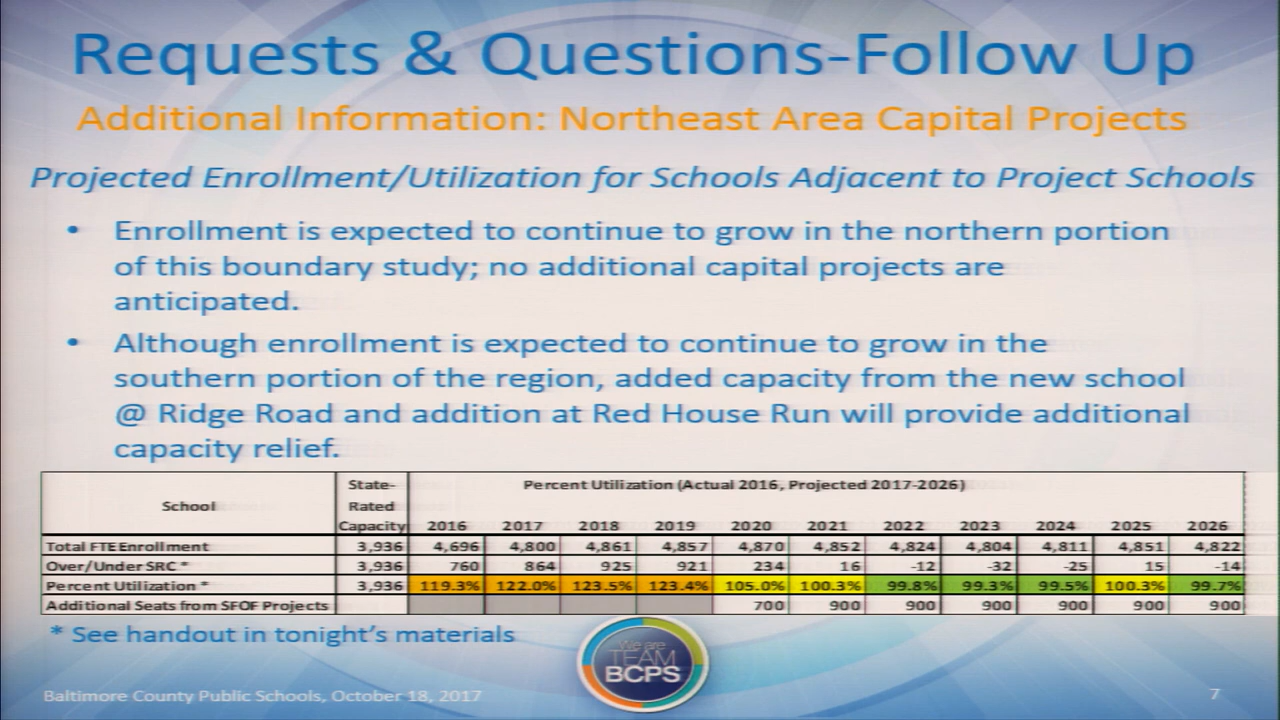 Requests & Questions-Follow Up
Additional Information: Northeast Area Capital Projects
Projected Enrollment/Utilization for Schools Adjacent to Project Schools
• Enrollment is expected to continue to grow in the northern portion
of this boundary study; no additional capital projects are
anticipated.
• Although enrollment is expected to continue to grow in the
southern portion of the region, added capacity from the new school
@ Ridge Road and addition at Red House Run will provide additional
capacity relief.
School State-Rated Capacity Percent Utilization (Actual 2016, Projected 2017-2026)
2016 2017 2018 2019 2020 2021 2022 2023 2024 2025 2026
Total FTE Enrollment 3,936 4,696 4,800 4,861 4,857 4,870 4,852 4,824 4,804 4,811 4,851 4,822
Over/Under SRC * 3,936 760 864 925 921 234 16 -12 -32 -25 15 -14
Percent Utilization * 3,936 119.3% 122.0% 123.5% 123.4% 105.0% 100.3% 99.8% 99.3% 99.5% 100.3% 99.7%
Additional Seats from SFOF Projects 700 900 900 900 900 900 900
* See handout in tonight's materials
We are
TEAM
BCPS
Baltimore County Public Schools, October 18, 2017
7